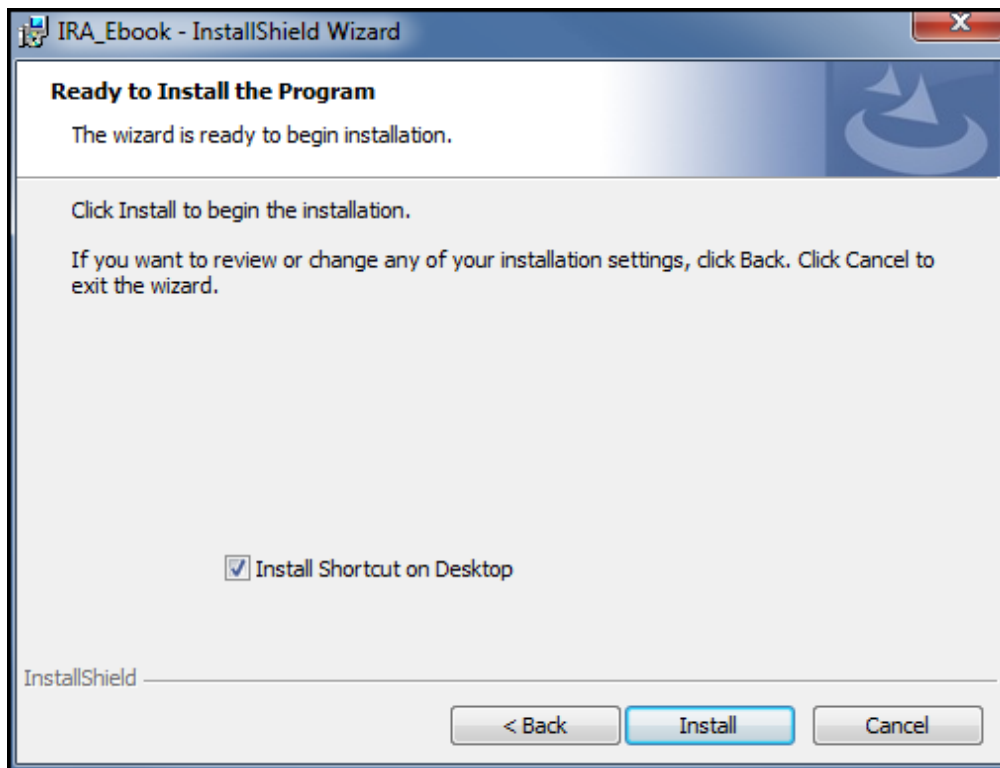 IRA_Ebook - InstallShield Wizard
Ready to Install the Program
The wizard is ready to begin installation.
Click Install to begin the installation.
If you want to review or change any of your installation settings, click Back. Click Cancel to
exit the wizard.
Install Shortcut on Desktop
InstallShield
< Back Install Cancel